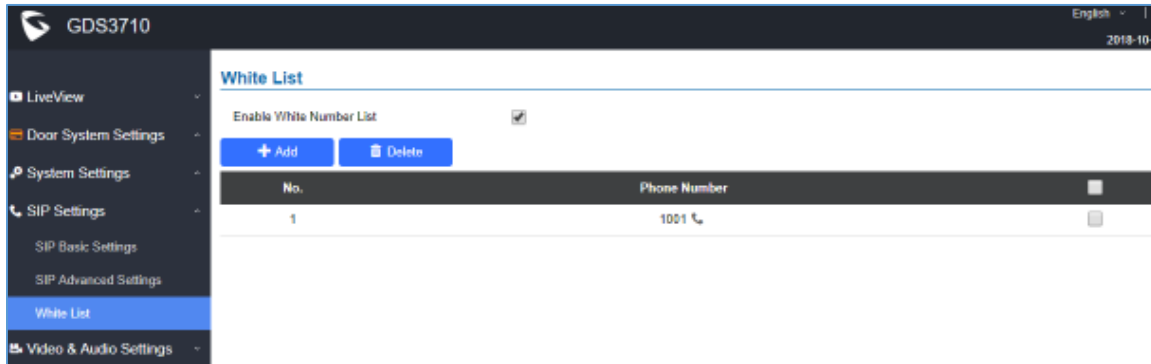 GDS3710
English
2018-10-
LiveView
Door System Settings
System Settings
SIP Settings
SIP Basic Settings
SIP Advanced Settings
White List
Video & Audio Settings
White List
Enable White Number List
+ Add
Delete
No. Phone Number
1 1001